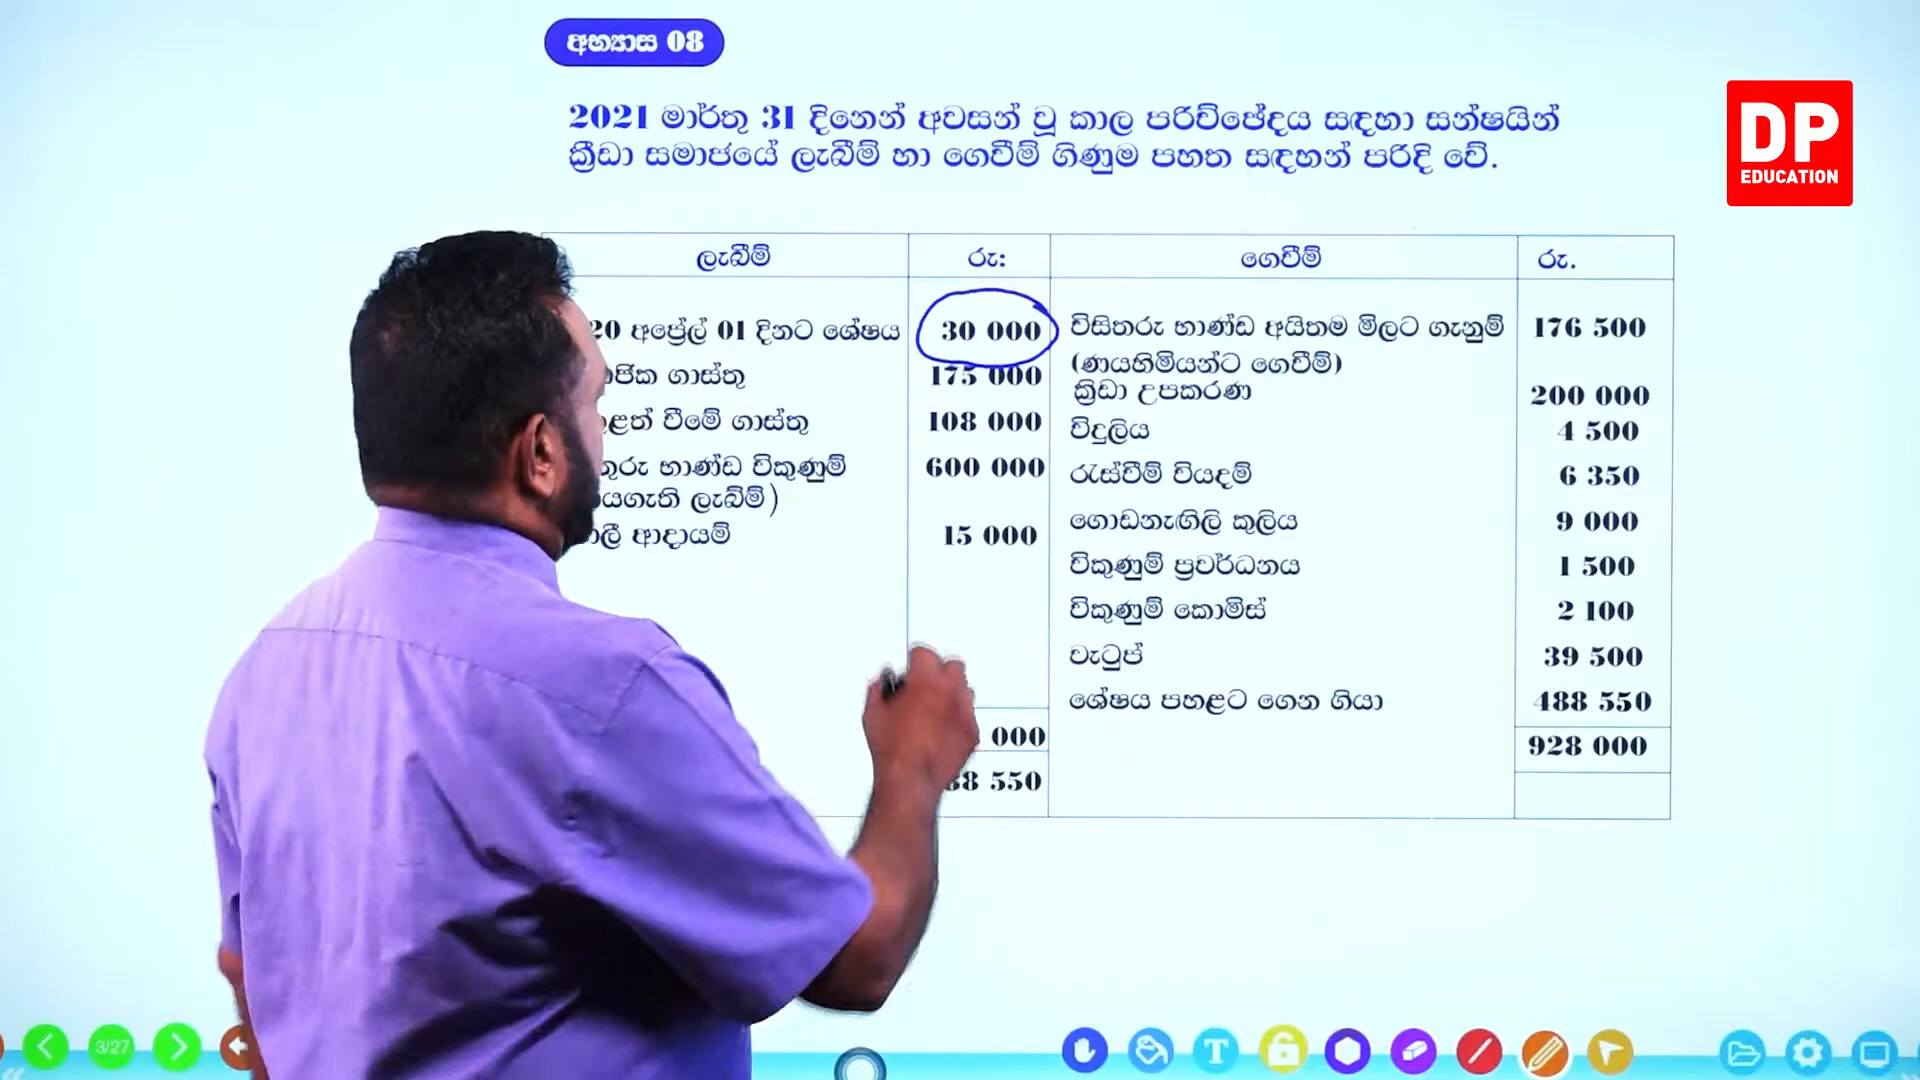 අභ්‍යාස 08
DP
EDUCATION
2021 මාර්තු 31 දිනෙන් අවසන් වූ කාල පරිච්ඡේදය සඳහා සන්ෂයින්
ක්‍රීඩා සමාජයේ ලැබීම් හා ගෙවීම් ගිණුම පහත සඳහන් පරිදි වේ.
ලැබීම් රු: ගෙවීම් රු.
20 අප්‍රේල් 01 දිනට ශේෂය 30 000 විසිතරු භාණ්ඩ අයිතම මිලට ගැනුම් 176 500
(ණයහිමියන්ට ගෙවීම්)
ගාස්තු 175 000 ක්‍රිඩා උපකරණ 200 000
වීමේ ගාස්තු 108 000 විදුලිය 4 500
භාණ්ඩ විකුණුම් 600 000 රැස්වීම් වියදම් 6 350
ලැබීම්)
ආදායම් 15 000 ගොඩනැඟිලි කුලිය 9 000
විකුණුම් ප්‍රවර්ධනය 1 500
විකුණුම් කොමිස් 2 100
වැටුප් 39 500
ශේෂය පහළට ගෙන ගියා 488 550
000 928 000
550
3/27
T